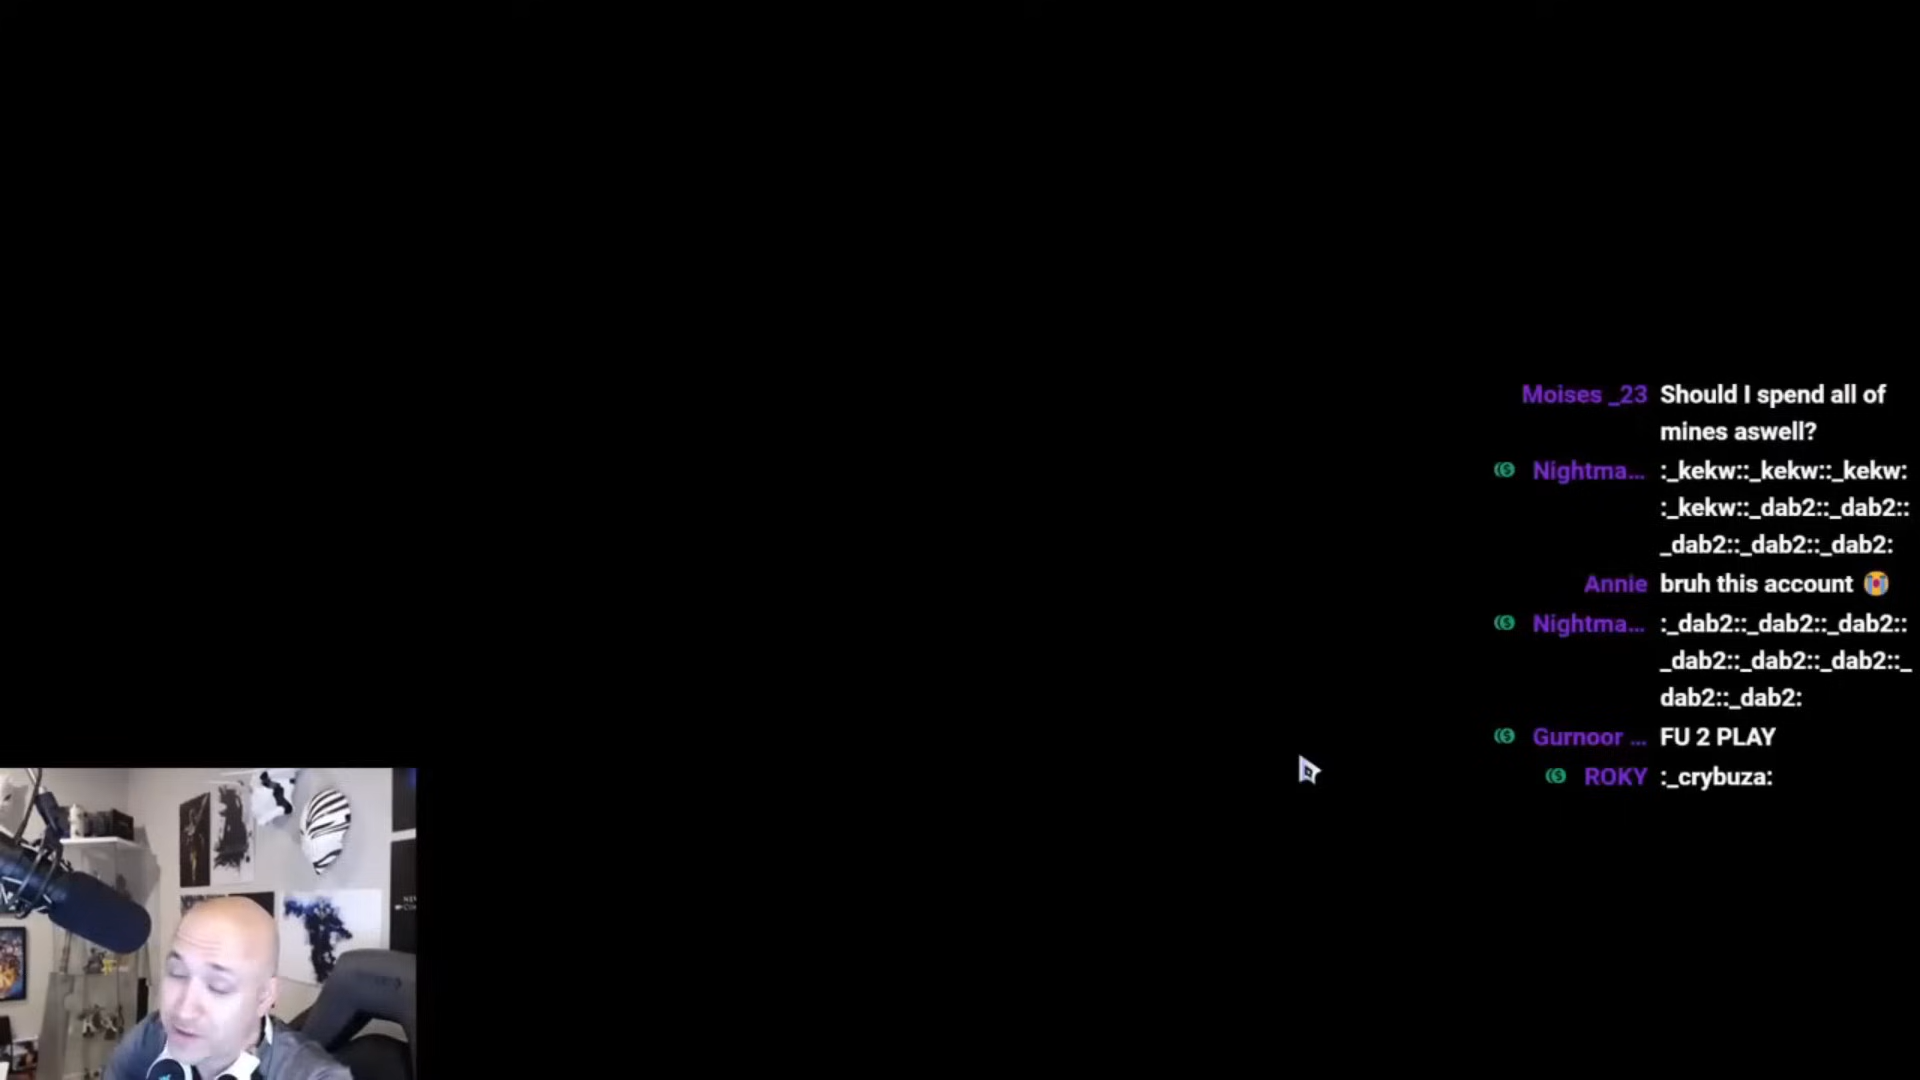 Moises _23 Should I spend all of
mines aswell?
Nightma... :_kekw::_kekw::_kekw:
:_kekw::_dab2::_dab2::
_dab2::_dab2::_dab2:
Annie bruh this account 😭
Nightma... :_dab2::_dab2::_dab2::
_dab2::_dab2::_dab2::_
dab2::_dab2:
Gurnoor ... FU 2 PLAY
ROKY :_crybuza: